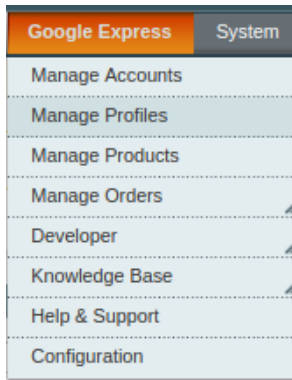 Google Express System
Manage Accounts
Manage Profiles
Manage Products
Manage Orders
Developer
Knowledge Base
Help & Support
Configuration